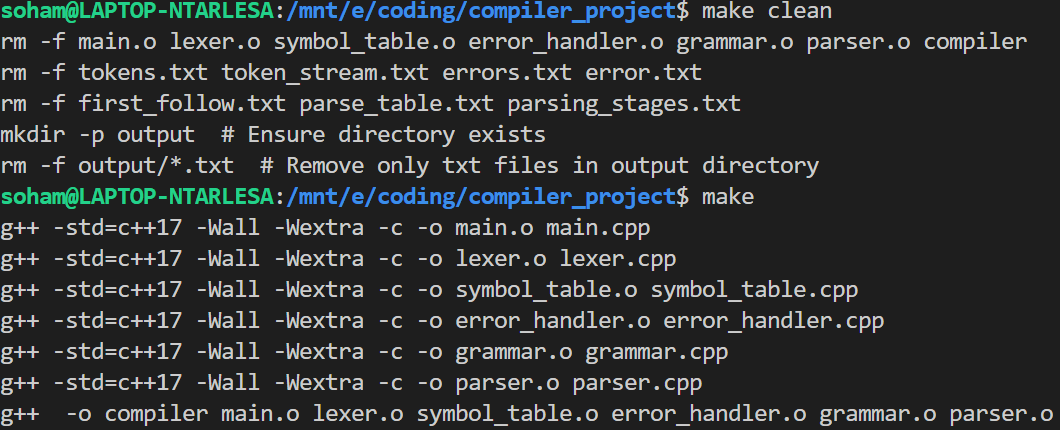 soham@LAPTOP-NTARLESA:/mnt/e/coding/compiler_project$ make clean
rm -f main.o lexer.o symbol_table.o error_handler.o grammar.o parser.o compiler
rm -f tokens.txt token_stream.txt errors.txt error.txt
rm -f first_follow.txt parse_table.txt parsing_stages.txt
mkdir -p output  # Ensure directory exists
rm -f output/*.txt  # Remove only txt files in output directory
soham@LAPTOP-NTARLESA:/mnt/e/coding/compiler_project$ make
g++ -std=c++17 -Wall -Wextra -c -o main.o main.cpp
g++ -std=c++17 -Wall -Wextra -c -o lexer.o lexer.cpp
g++ -std=c++17 -Wall -Wextra -c -o symbol_table.o symbol_table.cpp
g++ -std=c++17 -Wall -Wextra -c -o error_handler.o error_handler.cpp
g++ -std=c++17 -Wall -Wextra -c -o grammar.o grammar.cpp
g++ -std=c++17 -Wall -Wextra -c -o parser.o parser.cpp
g++  -o compiler main.o lexer.o symbol_table.o error_handler.o grammar.o parser.o